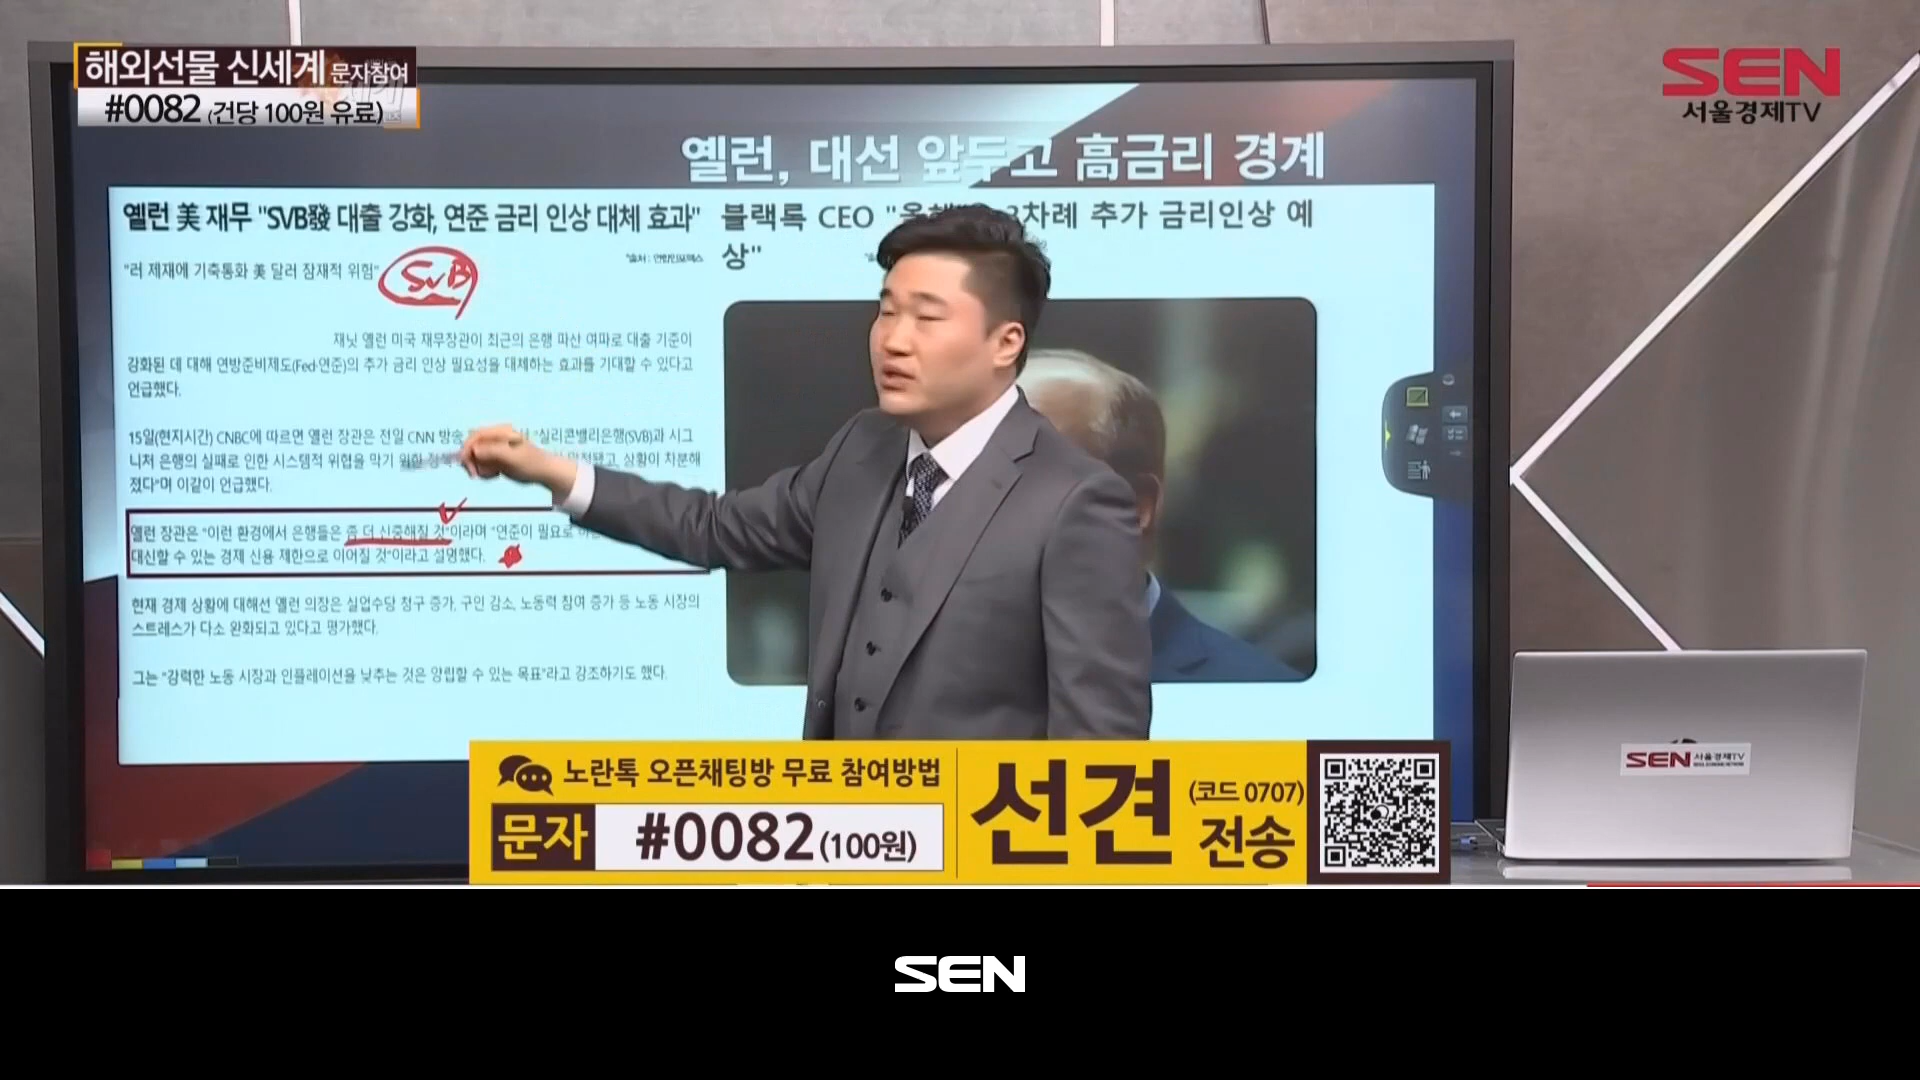 해외선물 신세계 문자참여
#0082 (건당 100원 유료)
SEN
서울경제TV
옐런, 대선 앞두고 高금리 경계
옐런 美 재무 "SVB發 대출 강화, 연준 금리 인상 대체 효과"
"러 제재에 기축통화 美 달러 잠재적 위험"
SVB
재닛 옐런 미국 재무장관이 최근의 은행 파산 여파로 대출 기준이
강화된 데 대해 연방준비제도(Fed·연준)의 추가 금리 인상 필요성을 대체하는 효과를 기대할 수 있다고
언급했다.
15일(현지시간) CNBC에 따르면 옐런 장관은 전일 CNN 방송 "실리콘밸리은행(SVB)과 시그
니처 은행의 실패로 인한 시스템적 위협을 막기 위한 상황이 차분해
졌다"며 이같이 언급했다.
옐런 장관은 "이런 환경에서 은행들은 좀 더 신중해질 것"이라며 "연준이 필요로
대신할 수 있는 경제 신용 제한으로 이어질 것"이라고 설명했다.
현재 경제 상황에 대해선 옐런 의장은 실업수당 청구 증가, 구인 감소, 노동력 참여 증가 등 노동 시장의
스트레스가 다소 완화되고 있다고 평가했다.
그는 "강력한 노동 시장과 인플레이션을 낮추는 것은 양립할 수 있는 목표"라고 강조하기도 했다.
블랙록 CEO 3차례 추가 금리인상 예
상"
노란톡 오픈채팅방 무료 참여방법
문자 #0082(100원)
선견 (코드 0707)
전송
SEN 서울경제TV
SEN